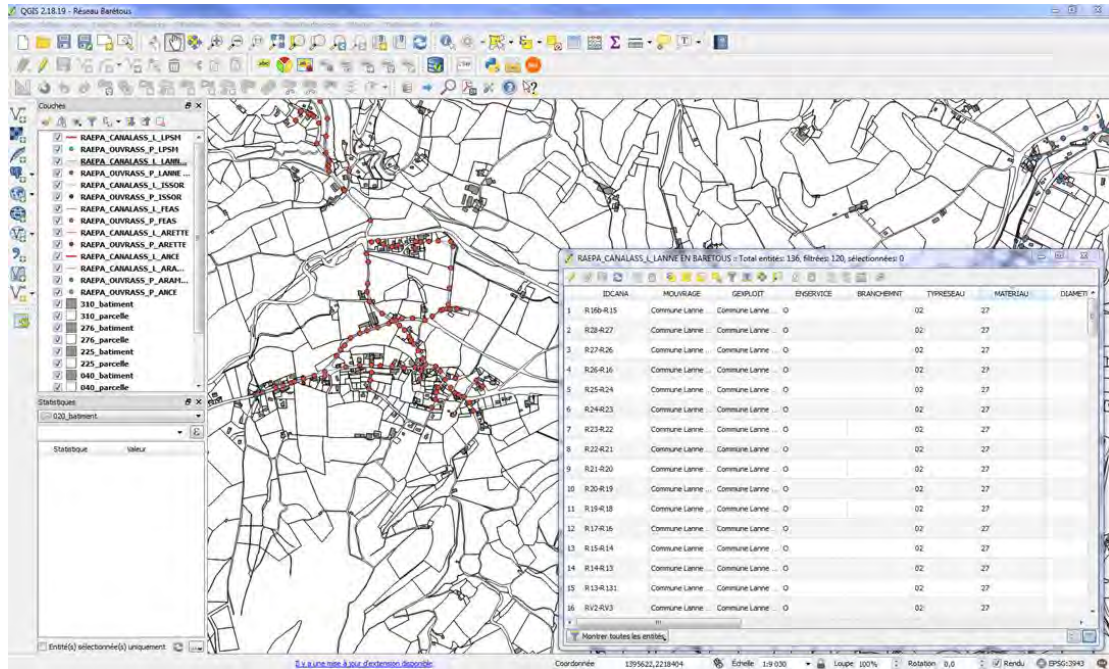 QGIS 2.18.19 - Réseau Barétous
Couches
RAEPA_CANALASS_L_LPSM
RAEPA_OUVRASS_P_LPSM
RAEPA_CANALASS_L_LANN...
RAEPA_OUVRASS_P_LANNE ...
RAEPA_CANALASS_L_ISSOR
RAEPA_OUVRASS_P_ISSOR
RAEPA_CANALASS_L_FEAS
RAEPA_OUVRASS_P_FEAS
RAEPA_CANALASS_L_ARETTE
RAEPA_OUVRASS_P_ARETTE
RAEPA_CANALASS_L_ANCE
RAEPA_CANALASS_L_ARA...
RAEPA_OUVRASS_P_ARAM...
RAEPA_OUVRASS_P_ANCE
310_batiment
310_parcelle
276_batiment
276_parcelle
225_batiment
225_parcelle
040_batiment
040_parcelle
Statistiques
020_batiment
Statistique Valeur
Entité(s) sélectionnée(s) uniquement
RAEPA_CANALASS_L_LANNE EN BARETOUS :: Total entités: 136, filtrées: 120, sélectionnées: 0
IDCANA MOUVRAGE GEXPLOIT ENSERVICE BRANCHEMNT TYPRESEAU MATERIAU DIAMETI
1 R16b-R15 Commune Lanne ... Commune Lanne ... O 02 27
2 R28-R27 Commune Lanne ... Commune Lanne ... O 02 27
3 R27-R26 Commune Lanne ... Commune Lanne ... O 02 27
4 R26-R16 Commune Lanne ... Commune Lanne ... O 02 27
5 R25-R24 Commune Lanne ... Commune Lanne ... O 02 27
6 R24-R23 Commune Lanne ... Commune Lanne ... O 02 27
7 R23-R22 Commune Lanne ... Commune Lanne ... O 02 27
8 R22-R21 Commune Lanne ... Commune Lanne ... O 02 27
9 R21-R20 Commune Lanne ... Commune Lanne ... O 02 27
10 R20-R19 Commune Lanne ... Commune Lanne ... O 02 27
11 R19-R18 Commune Lanne ... Commune Lanne ... O 02 27
12 R17-R16 Commune Lanne ... Commune Lanne ... O 02 27
13 R15-R14 Commune Lanne ... Commune Lanne ... O 02 27
14 R14-R13 Commune Lanne ... Commune Lanne ... O 02 27
15 R13-R131 Commune Lanne ... Commune Lanne ... O 02 27
16 RV2-RV3 Commune Lanne ... Commune Lanne ... O 02 27
Montrer toutes les entités
Il y a une mise à jour d'extension disponible
Coordonnée 1395622,2218404 Échelle 1:9 030 Loupe 100% Rotation 0,0 Rendu EPSG:3943